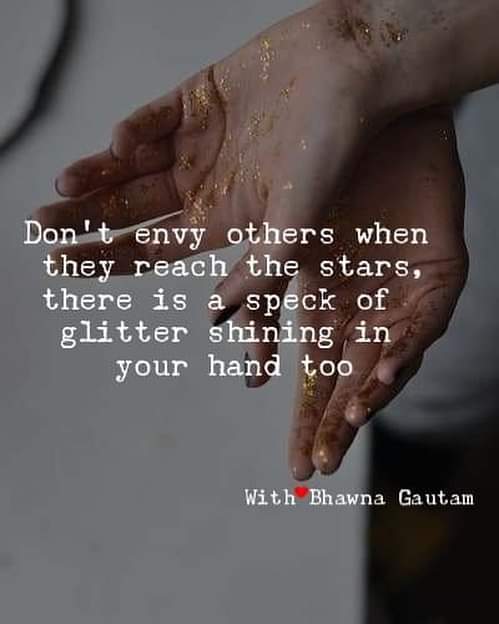 Don't envy others when
they reach the stars,
there is a speck of
glitter shining in
your hand too
With❤Bhawna Gautam